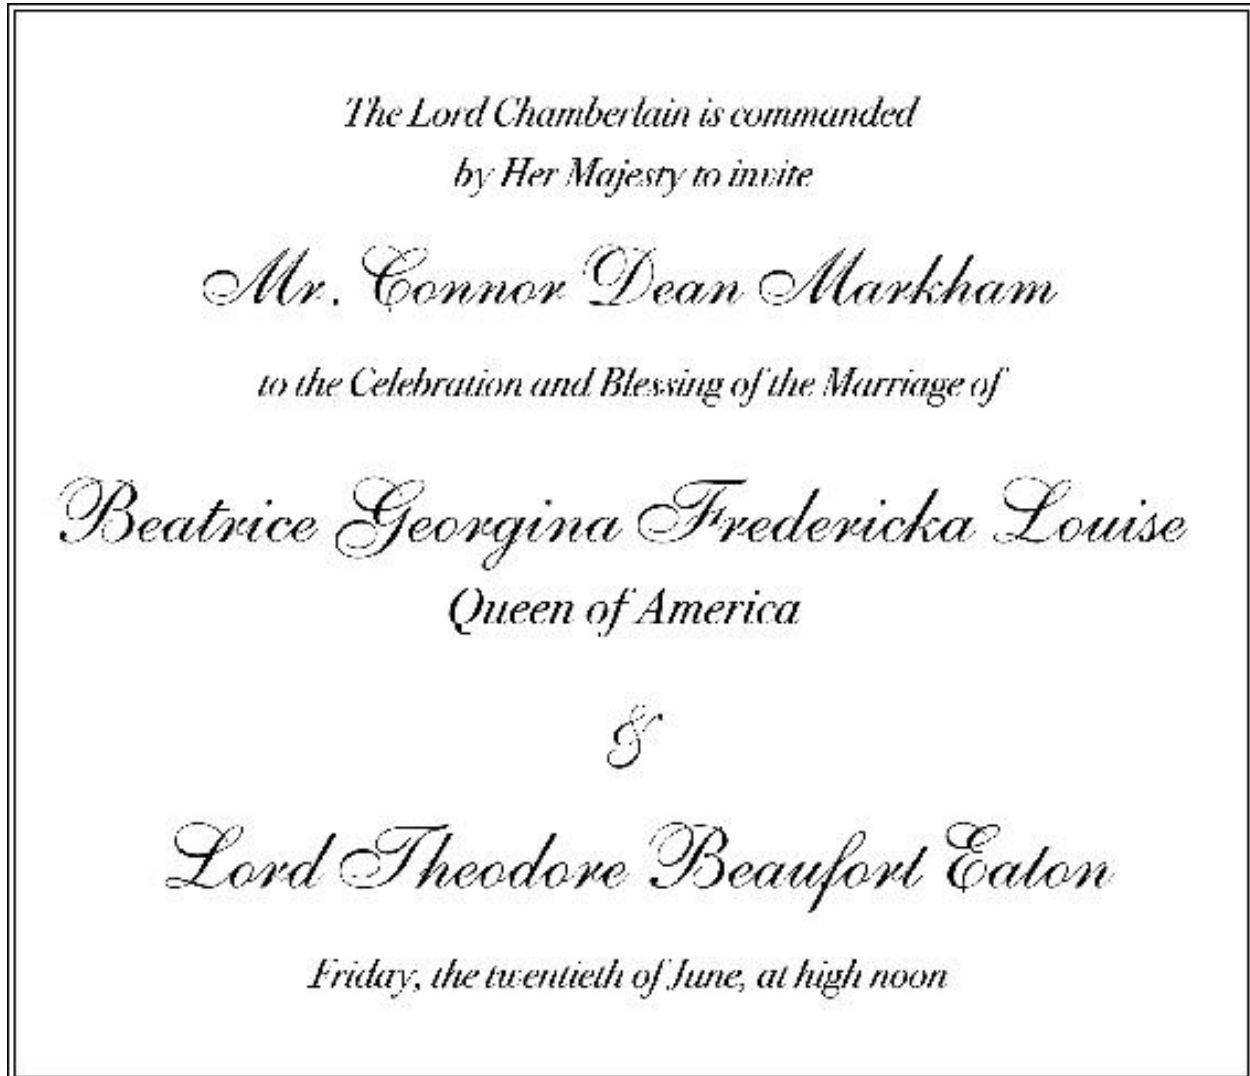 The Lord Chamberlain is commanded
by Her Majesty to invite
Mr. Connor Dean Markham
to the Celebration and Blessing of the Marriage of
Beatrice Georgina Fredericka Louise
Queen of America
&
Lord Theodore Beaufort Eaton
Friday, the twentieth of June, at high noon